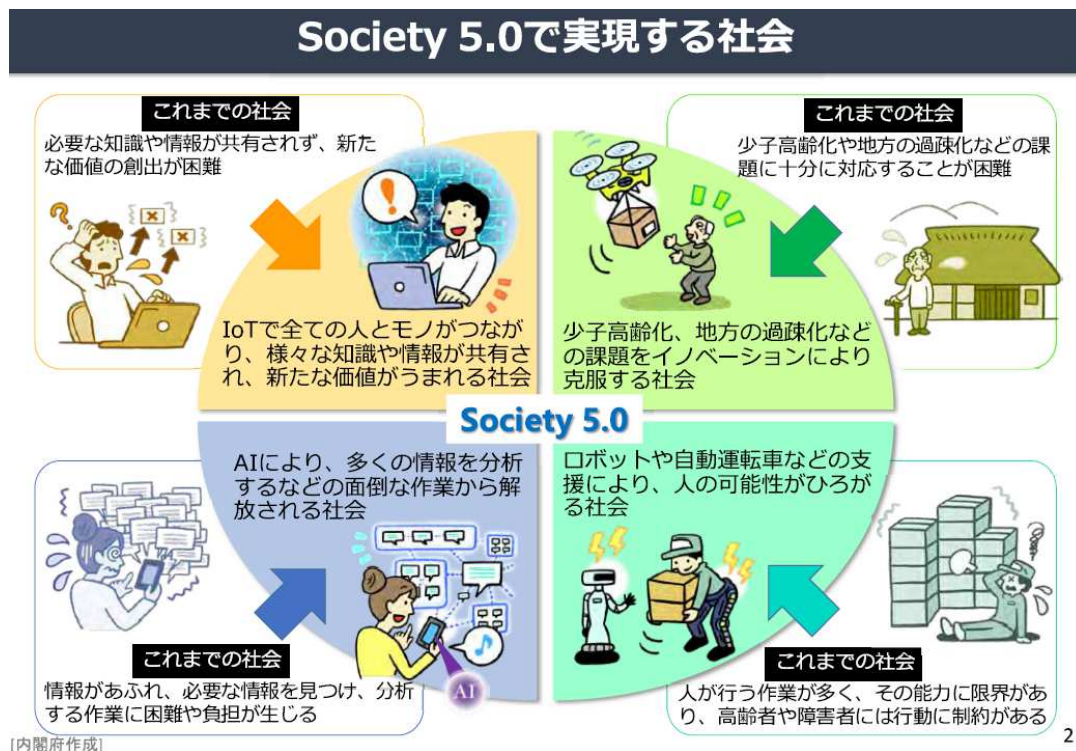 Society 5.0で実現する社会
これまでの社会
必要な知識や情報が共有されず、新た
な価値の創出が困難
これまでの社会
少子高齢化や地方の過疎化などの課
題に十分に対応することが困難
IoTで全ての人とモノがつなが
り、様々な知識や情報が共有さ
れ、新たな価値がうまれる社会
少子高齢化、地方の過疎化など
の課題をイノベーションにより
克服する社会
Society 5.0
AIにより、多くの情報を分析
するなどの面倒な作業から解
放される社会
ロボットや自動運転車などの支
援により、人の可能性がひろが
る社会
AI
これまでの社会
情報があふれ、必要な情報を見つけ、分析
する作業に困難や負担が生じる
これまでの社会
人が行う作業が多く、その能力に限界があ
り、高齢者や障害者には行動に制約がある
[内閣府作成]
2